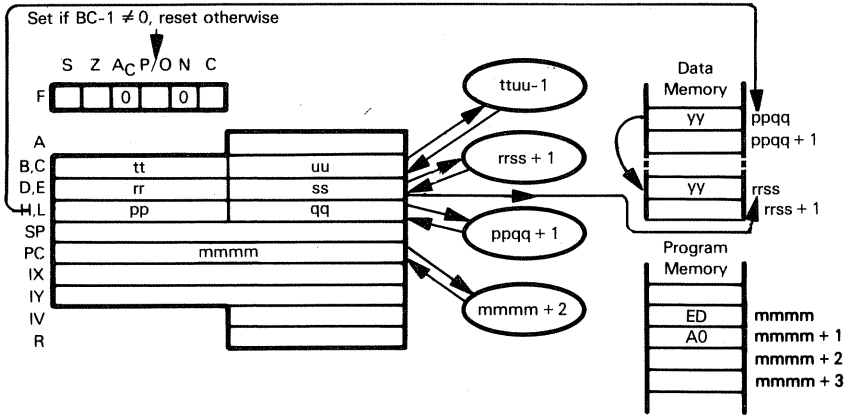 Set if BC-1 ≠ 0, reset otherwise
S Z AC P/O N C
F 0 0
A
B,C tt uu
D,E rr ss
H,L pp qq
SP
PC mmmm
IX
IY
IV
R
ttuu-1
rrss + 1
ppqq + 1
mmmm + 2
Data
Memory
yy ppqq
ppqq + 1
yy rrss
rrss + 1
Program
Memory
ED mmmm
A0 mmmm + 1
mmmm + 2
mmmm + 3